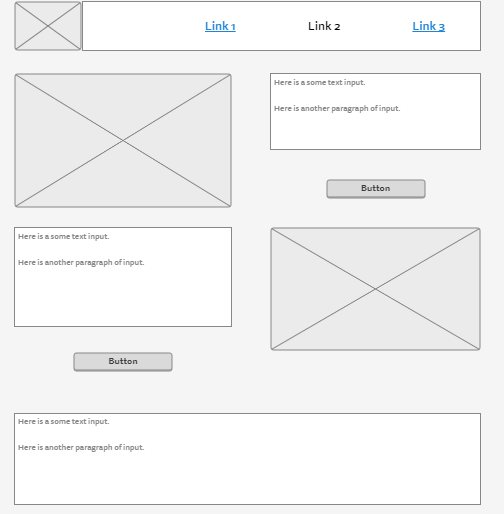 Link 1
Link 2
Link 3
Here is a some text input.
Here is another paragraph of input.
Button
Here is a some text input.
Here is another paragraph of input.
Button
Here is a some text input.
Here is another paragraph of input.